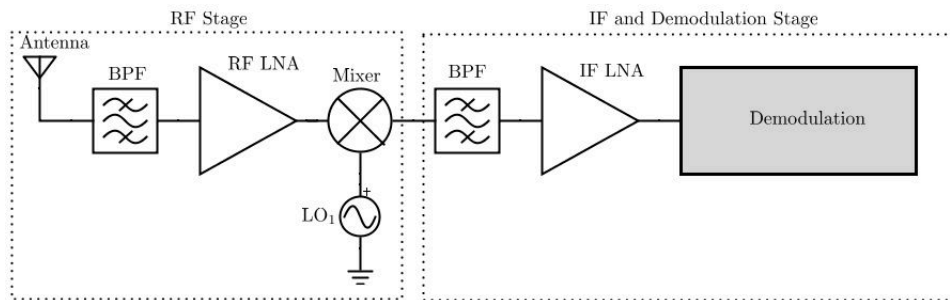 RF Stage
IF and Demodulation Stage
Antenna
BPF
RF LNA
Mixer
BPF
IF LNA
Demodulation
LO₁
+